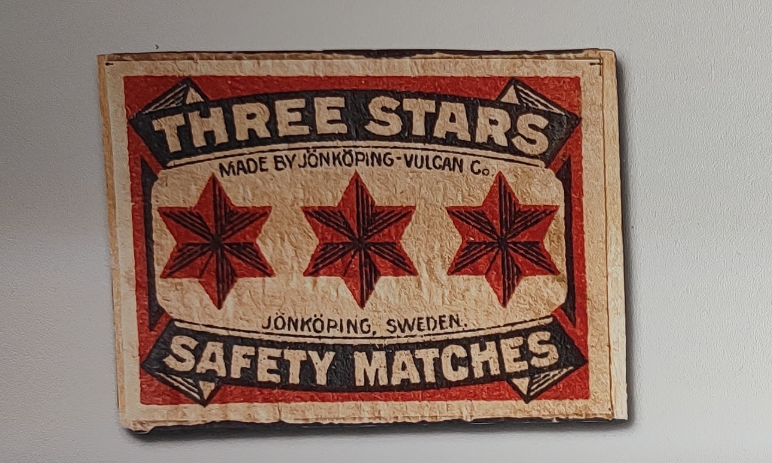 THREE STARS
MADE BY JÖNKÖPING-VULCAN Co.
JÖNKÖPING, SWEDEN.
SAFETY MATCHES